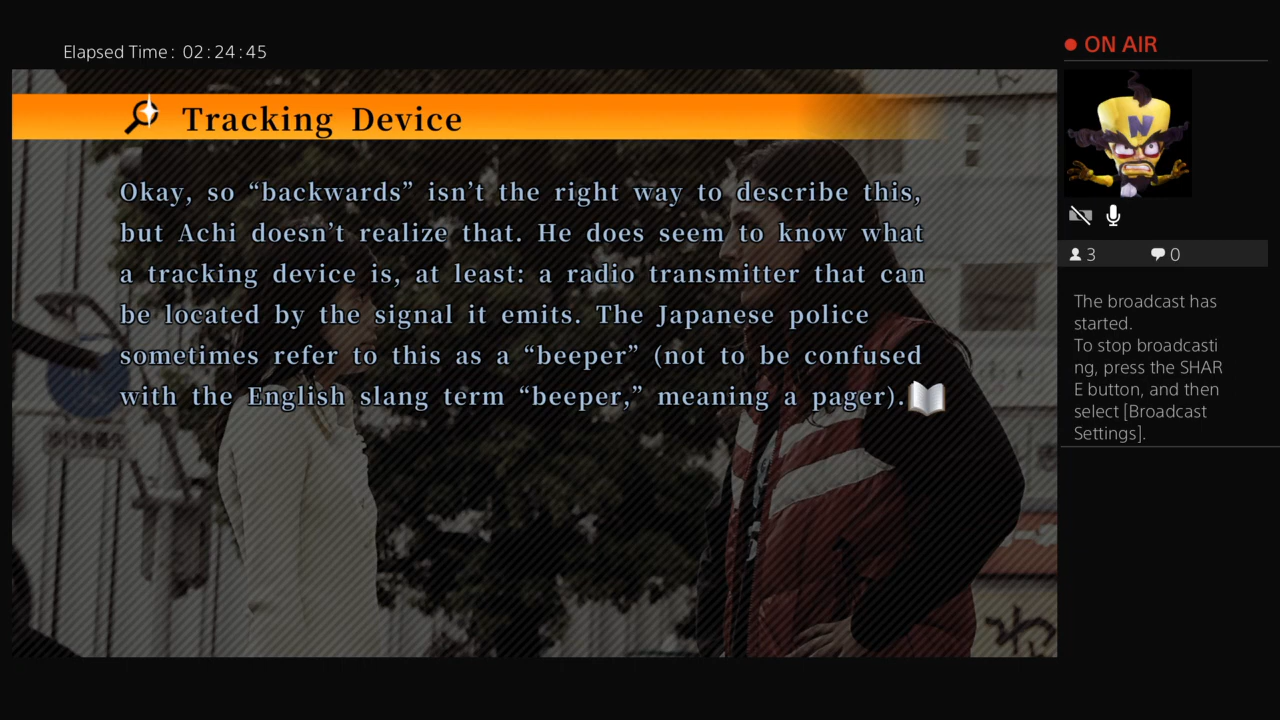 Elapsed Time: 02:24:45
ON AIR
Tracking Device
N
Okay, so “backwards” isn’t the right way to describe this,
but Achi doesn’t realize that. He does seem to know what
a tracking device is, at least: a radio transmitter that can
be located by the signal it emits. The Japanese police
sometimes refer to this as a “beeper” (not to be confused
with the English slang term “beeper,” meaning a pager).
3
0
The broadcast has
started.
To stop broadcasti
ng, press the SHAR
E button, and then
select [Broadcast
Settings].
わ